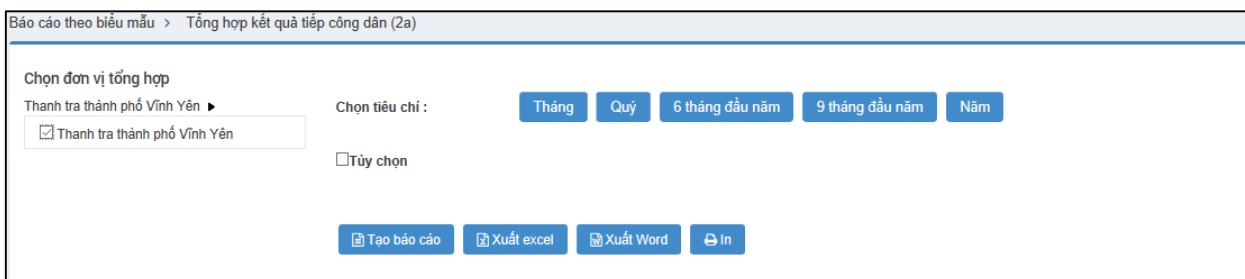 Báo cáo theo biểu mẫu > Tổng hợp kết quả tiếp công dân (2a)
Chọn đơn vị tổng hợp
Thanh tra thành phố Vĩnh Yên
Thanh tra thành phố Vĩnh Yên
Chọn tiêu chí : Tháng Quý 6 tháng đầu năm 9 tháng đầu năm Năm
Tùy chọn
Tạo báo cáo Xuất excel Xuất Word In